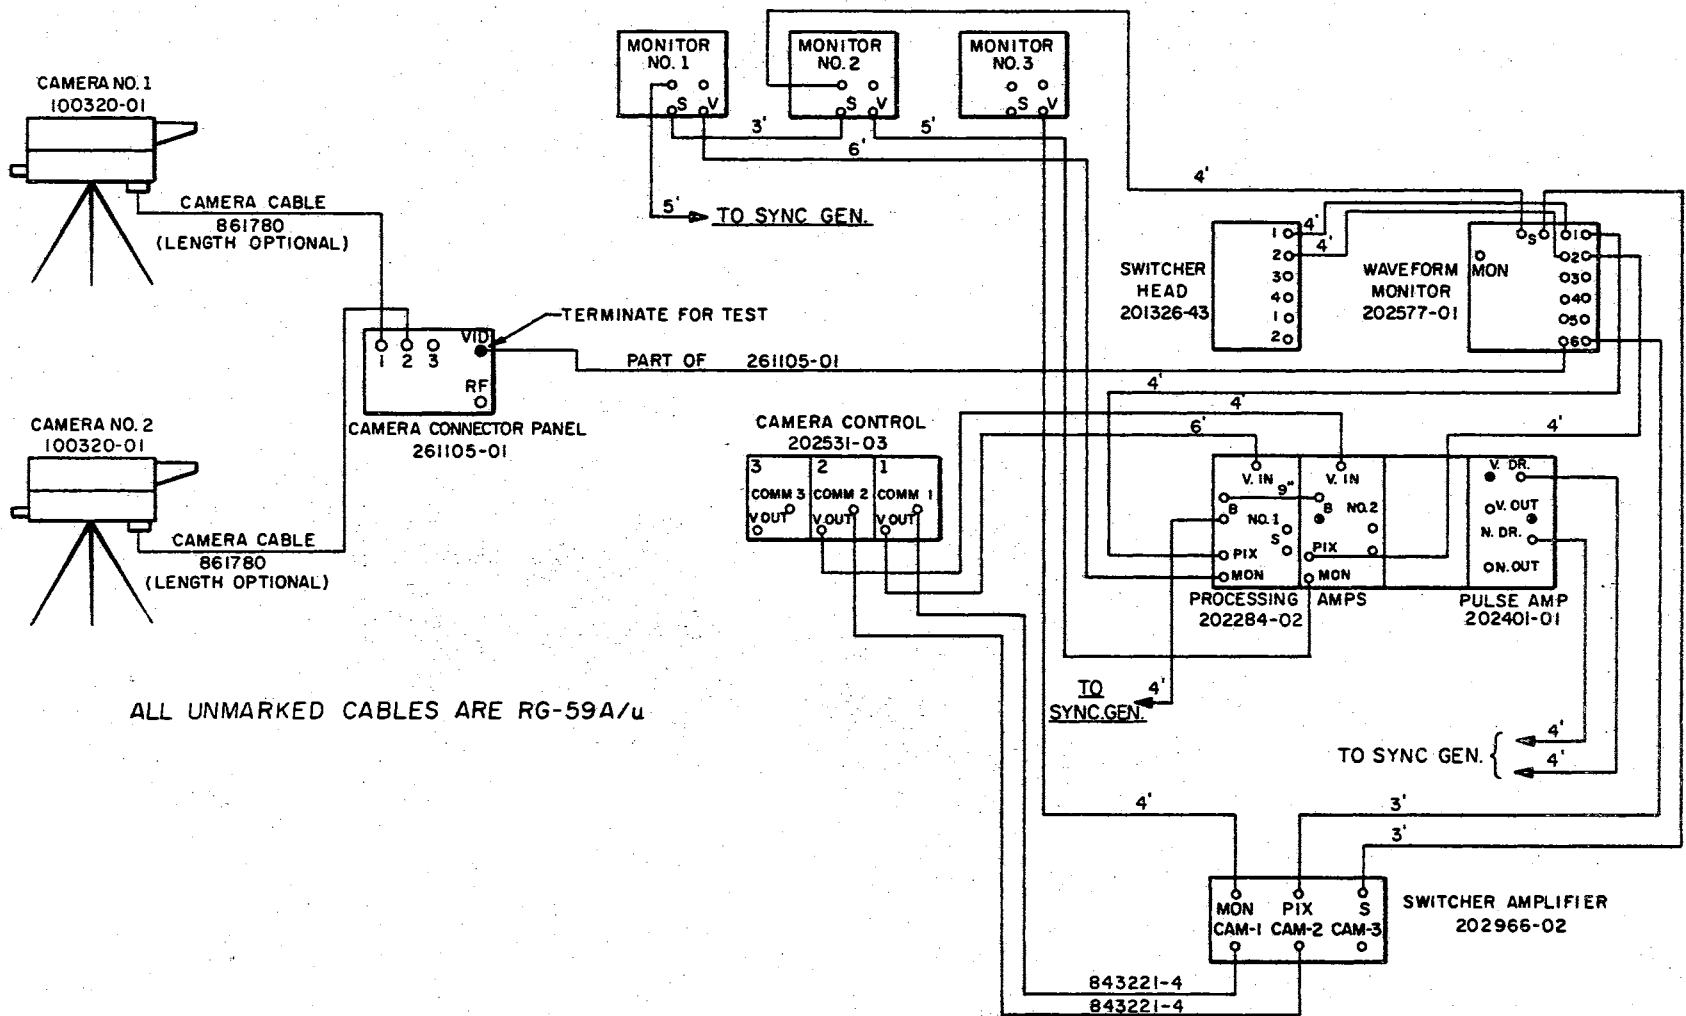 CAMERA NO. 1
100320-01
CAMERA CABLE
861780
(LENGTH OPTIONAL)
MONITOR
NO. 1
S V
MONITOR
NO. 2
S V
MONITOR
NO. 3
S V
3'
5'
6'
5'
TO SYNC GEN.
4'
SWITCHER
HEAD
201326-43
1
2
3
4
1
2
4'
4'
WAVEFORM
MONITOR
202577-01
S
MON
1
2
3
4
5
6
TERMINATE FOR TEST
VID
1 2 3
RF
CAMERA CONNECTOR PANEL
261105-01
PART OF 261105-01
CAMERA NO. 2
100320-01
CAMERA CABLE
861780
(LENGTH OPTIONAL)
4'
4'
6'
4'
CAMERA CONTROL
202531-03
3 2 1
COMM 3 COMM 2 COMM 1
V OUT V.OUT V OUT
V. IN
9"
B
NO.1
S
PIX
MON
V. IN
B
NO.2
PIX
MON
PROCESSING AMPS
202284-02
V. DR.
V. OUT
N. DR.
N. OUT
PULSE AMP
202401-01
TO
SYNC.GEN.
4'
ALL UNMARKED CABLES ARE RG-59A/u
TO SYNC GEN. {
4'
4'
4'
3'
3'
MON PIX S
CAM-1 CAM-2 CAM-3
SWITCHER AMPLIFIER
202966-02
843221-4
843221-4